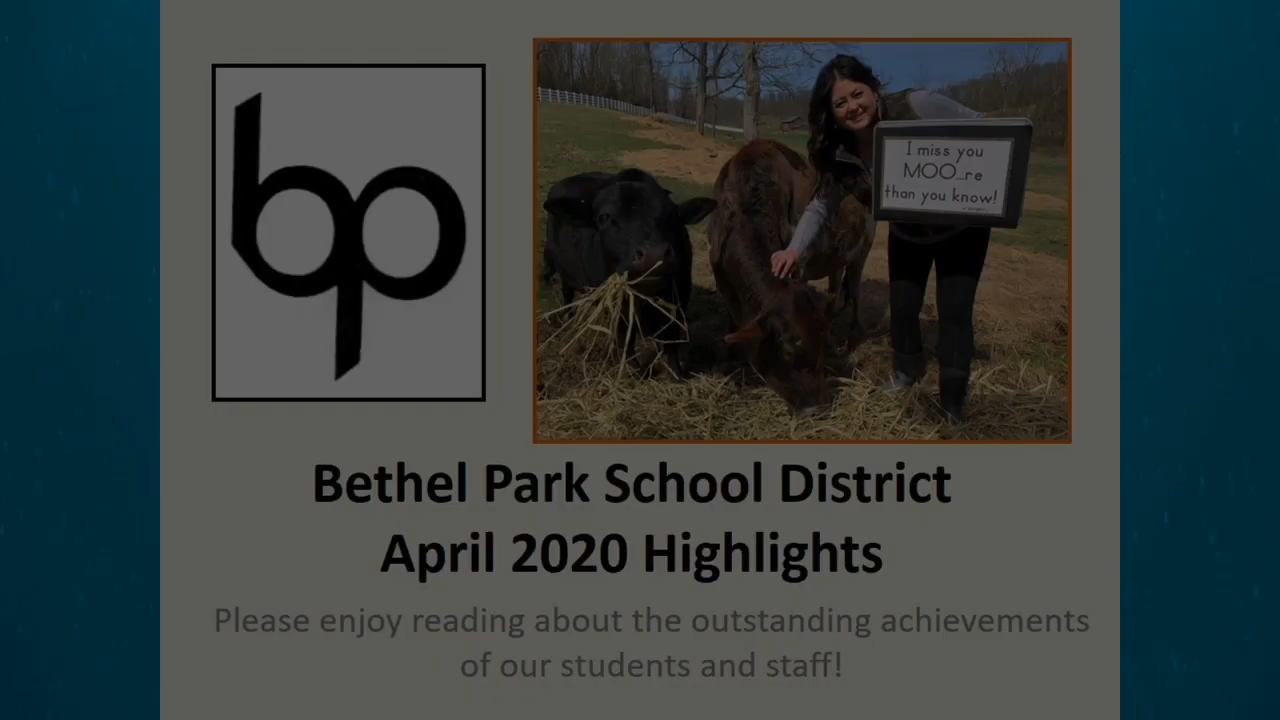 bp
I miss you
MOO...re
than you know!
Bethel Park School District
April 2020 Highlights
Please enjoy reading about the outstanding achievements
of our students and staff!